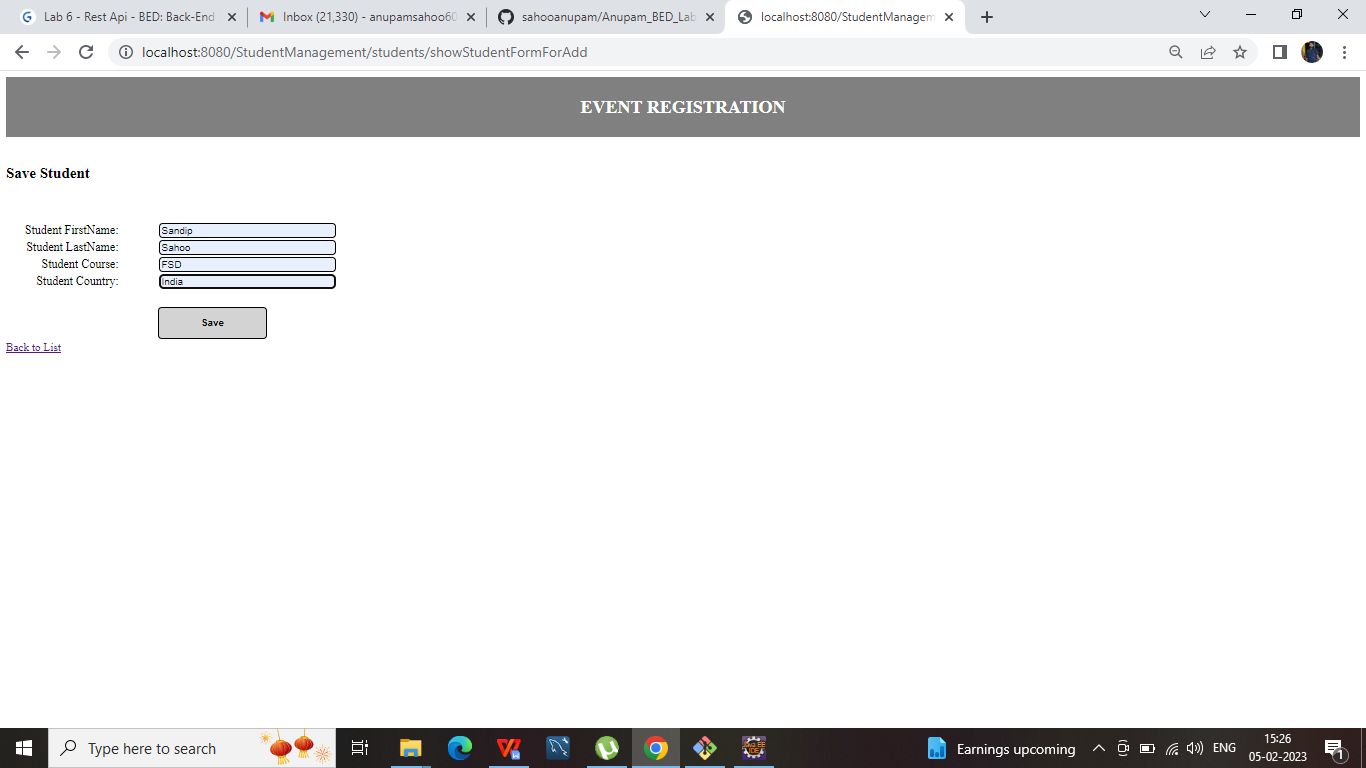 Lab 6 - Rest Api - BED: Back-End
Inbox (21,330) - anupamsahoo60
sahooanupam/Anupam_BED_Lab
localhost:8080/StudentManagem
localhost:8080/StudentManagement/students/showStudentFormForAdd
EVENT REGISTRATION
Save Student
Student FirstName: Sandip
Student LastName: Sahoo
Student Course: FSD
Student Country: India
Save
Back to List
Type here to search
Earnings upcoming
ENG
15:26
05-02-2023
1